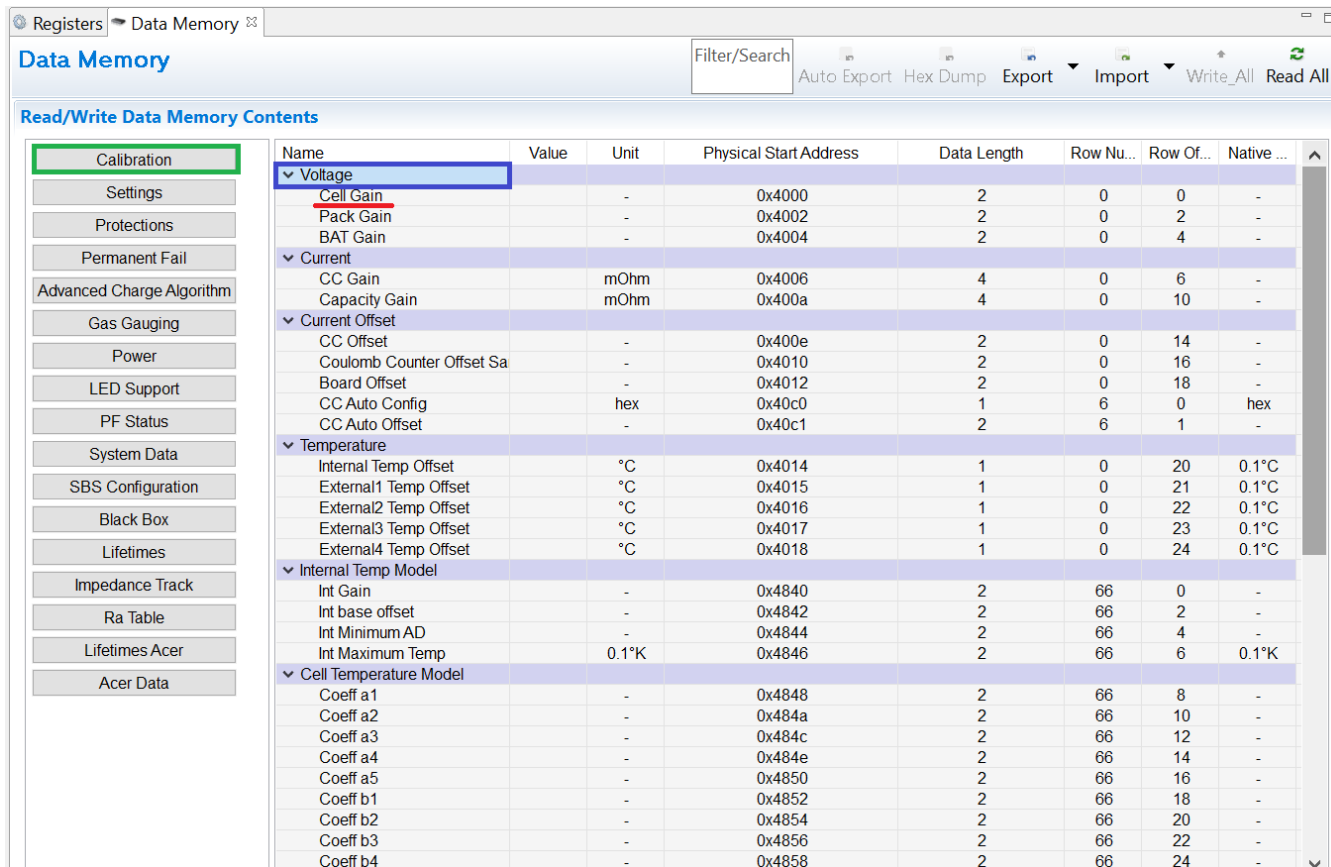 Registers Data Memory
Data Memory Filter/Search Auto Export Hex Dump Export Import Write_All Read All
Read/Write Data Memory Contents
Calibration
Settings
Protections
Permanent Fail
Advanced Charge Algorithm
Gas Gauging
Power
LED Support
PF Status
System Data
SBS Configuration
Black Box
Lifetimes
Impedance Track
Ra Table
Lifetimes Acer
Acer Data
Name Value Unit Physical Start Address Data Length Row Nu... Row Of... Native ...
Voltage
Cell Gain - 0x4000 2 0 0 -
Pack Gain - 0x4002 2 0 2 -
BAT Gain - 0x4004 2 0 4 -
Current
CC Gain mOhm 0x4006 4 0 6 -
Capacity Gain mOhm 0x400a 4 0 10 -
Current Offset
CC Offset - 0x400e 2 0 14 -
Coulomb Counter Offset Sa - 0x4010 2 0 16 -
Board Offset - 0x4012 2 0 18 -
CC Auto Config hex 0x40c0 1 6 0 hex
CC Auto Offset - 0x40c1 2 6 1 -
Temperature
Internal Temp Offset °C 0x4014 1 0 20 0.1°C
External1 Temp Offset °C 0x4015 1 0 21 0.1°C
External2 Temp Offset °C 0x4016 1 0 22 0.1°C
External3 Temp Offset °C 0x4017 1 0 23 0.1°C
External4 Temp Offset °C 0x4018 1 0 24 0.1°C
Internal Temp Model
Int Gain - 0x4840 2 66 0 -
Int base offset - 0x4842 2 66 2 -
Int Minimum AD - 0x4844 2 66 4 -
Int Maximum Temp 0.1°K 0x4846 2 66 6 0.1°K
Cell Temperature Model
Coeff a1 - 0x4848 2 66 8 -
Coeff a2 - 0x484a 2 66 10 -
Coeff a3 - 0x484c 2 66 12 -
Coeff a4 - 0x484e 2 66 14 -
Coeff a5 - 0x4850 2 66 16 -
Coeff b1 - 0x4852 2 66 18 -
Coeff b2 - 0x4854 2 66 20 -
Coeff b3 - 0x4856 2 66 22 -
Coeff b4 - 0x4858 2 66 24 -